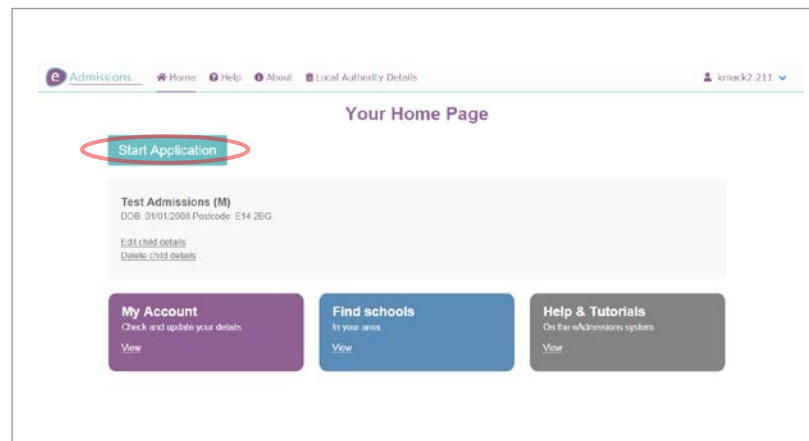 e Admissions Home Help About Local Authority Details kmack2.211
Your Home Page
Start Application
Test Admissions (M)
DOB: 01/01/2008 Postcode: E14 2BG
Edit child details
Delete child details
My Account
Check and update your details
View
Find schools
In your area
View
Help & Tutorials
On the eAdmissions system
View